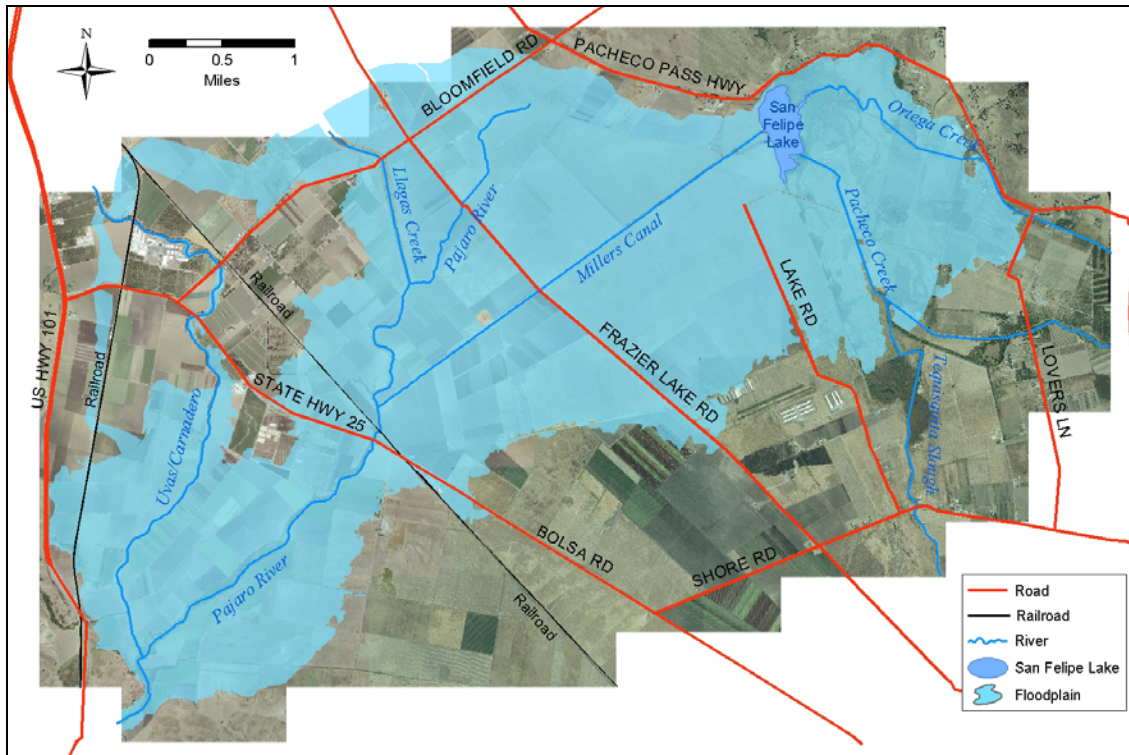 N
0 0.5 1
Miles
BLOOMFIELD RD
PACHECO PASS HWY
San
Felipe
Lake
Ortega Creek
Llagas Creek
Pajaro River
Millers Canal
Pacheco Creek
Railroad
LAKE RD
US HWY 101
Railroad
STATE HWY 25
FRAZIER LAKE RD
LOVERS LN
Uvas/Carnadero
Tequisquita Slough
Pajaro River
BOLSA RD
SHORE RD
Railroad
Road
Railroad
River
San Felipe Lake
Floodplain